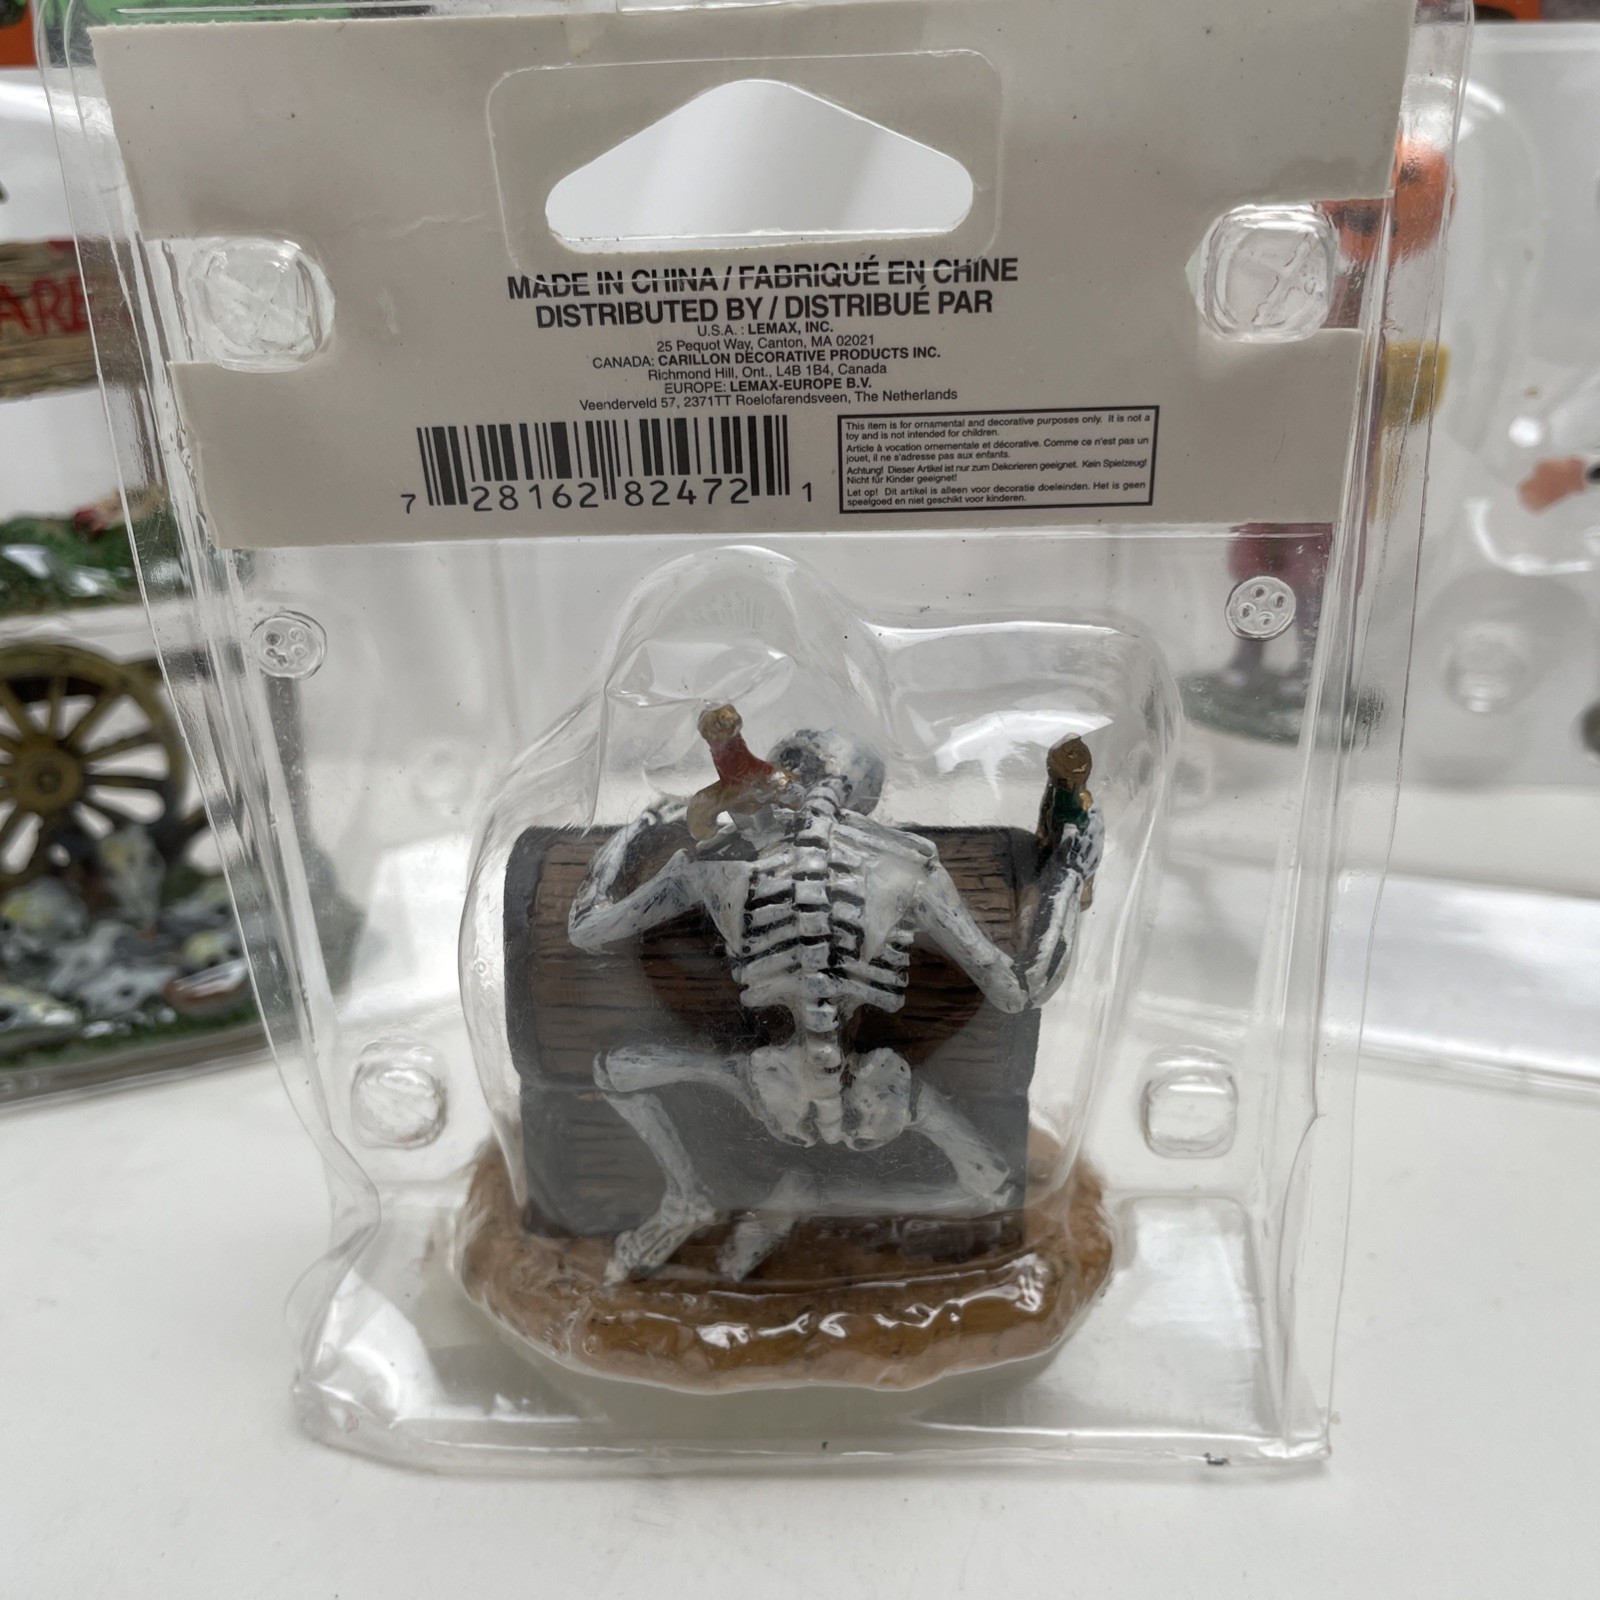 ARE
MADE IN CHINA / FABRIQUÉ EN CHINE
DISTRIBUTED BY / DISTRIBUÉ PAR
U.S.A. : LEMAX, INC.
25 Pequot Way, Canton, MA 02021
CANADA: CARILLON DECORATIVE PRODUCTS INC.
Richmond Hill, Ont., L4B 1B4, Canada
EUROPE: LEMAX-EUROPE B.V.
Veenderveld 57, 2371TT Roelofarendsveen, The Netherlands
7 28162 82472 1
This item is for ornamental and decorative purposes only. It is not a
toy and is not intended for children.
Article à vocation ornementale et décorative. Comme ce n'est pas un
jouet, il ne s'adresse pas aux enfants.
Achtung! Dieser Artikel ist nur zum Dekorieren geeignet. Kein Spielzeug!
Nicht für Kinder geeignet!
Let op! Dit artikel is alleen voor decoratie doeleinden. Het is geen
speelgoed en niet geschikt voor kinderen.